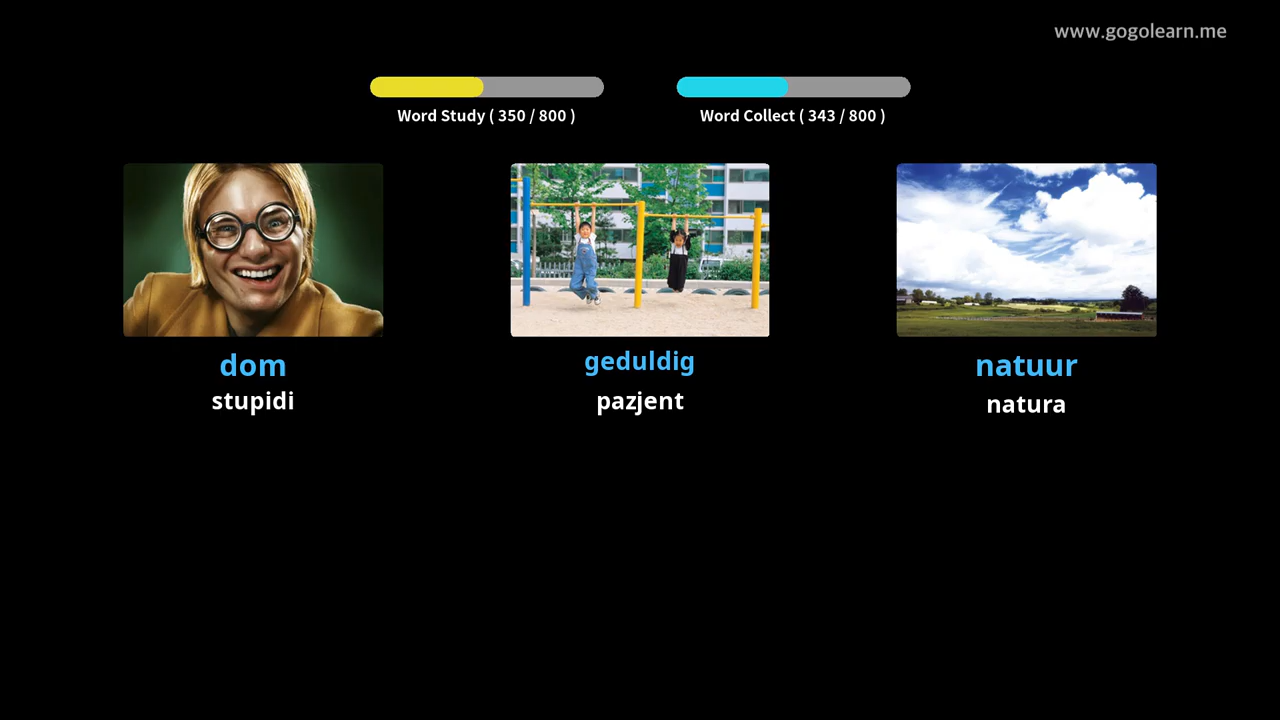 www.gogolearn.me
Word Study ( 350 / 800 )
Word Collect ( 343 / 800 )
dom
geduldig
natuur
stupidi
pazjent
natura